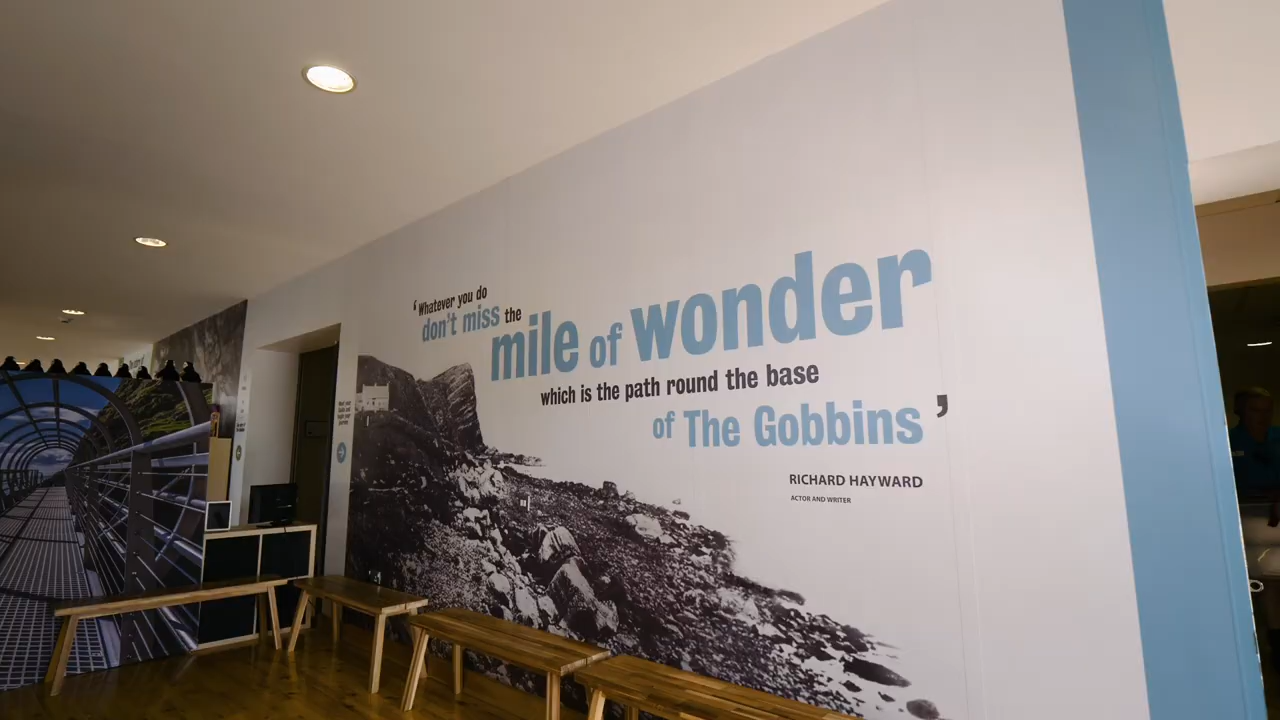 ‘Whatever you do
don't miss the
mile of wonder
which is the path round the base
of The Gobbins’
RICHARD HAYWARD
ACTOR AND WRITER